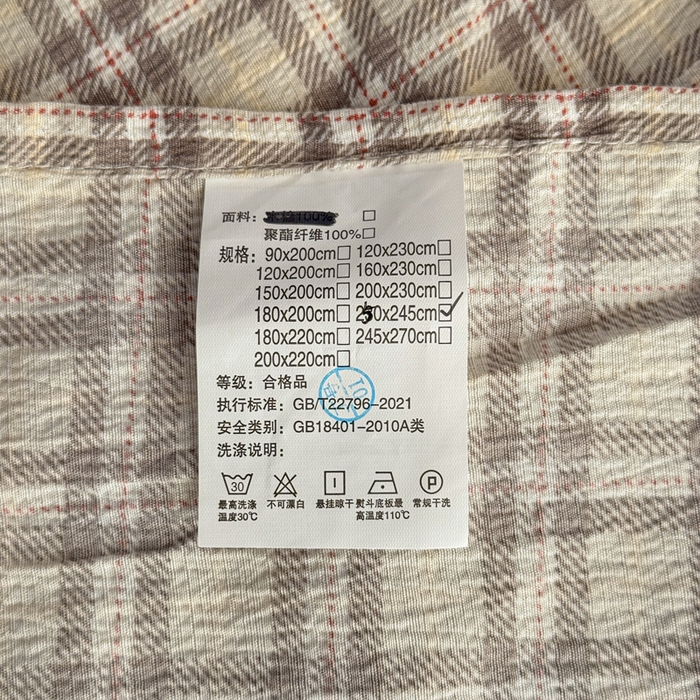 面料： 100% □
聚酯纤维100%□
规格：90x200cm□ 120x230cm□
120x200cm□ 160x230cm□
150x200cm□ 200x230cm□
180x200cm□ 250x245cm□✓
180x220cm□ 245x270cm□
200x220cm□
等级：合格品
执行标准：GB/T22796-2021
安全类别：GB18401-2010A类
洗涤说明：
30 P
最高洗涤 不可漂白 悬挂晾干 熨斗底板最 常规干洗
温度30℃ 高温度110℃